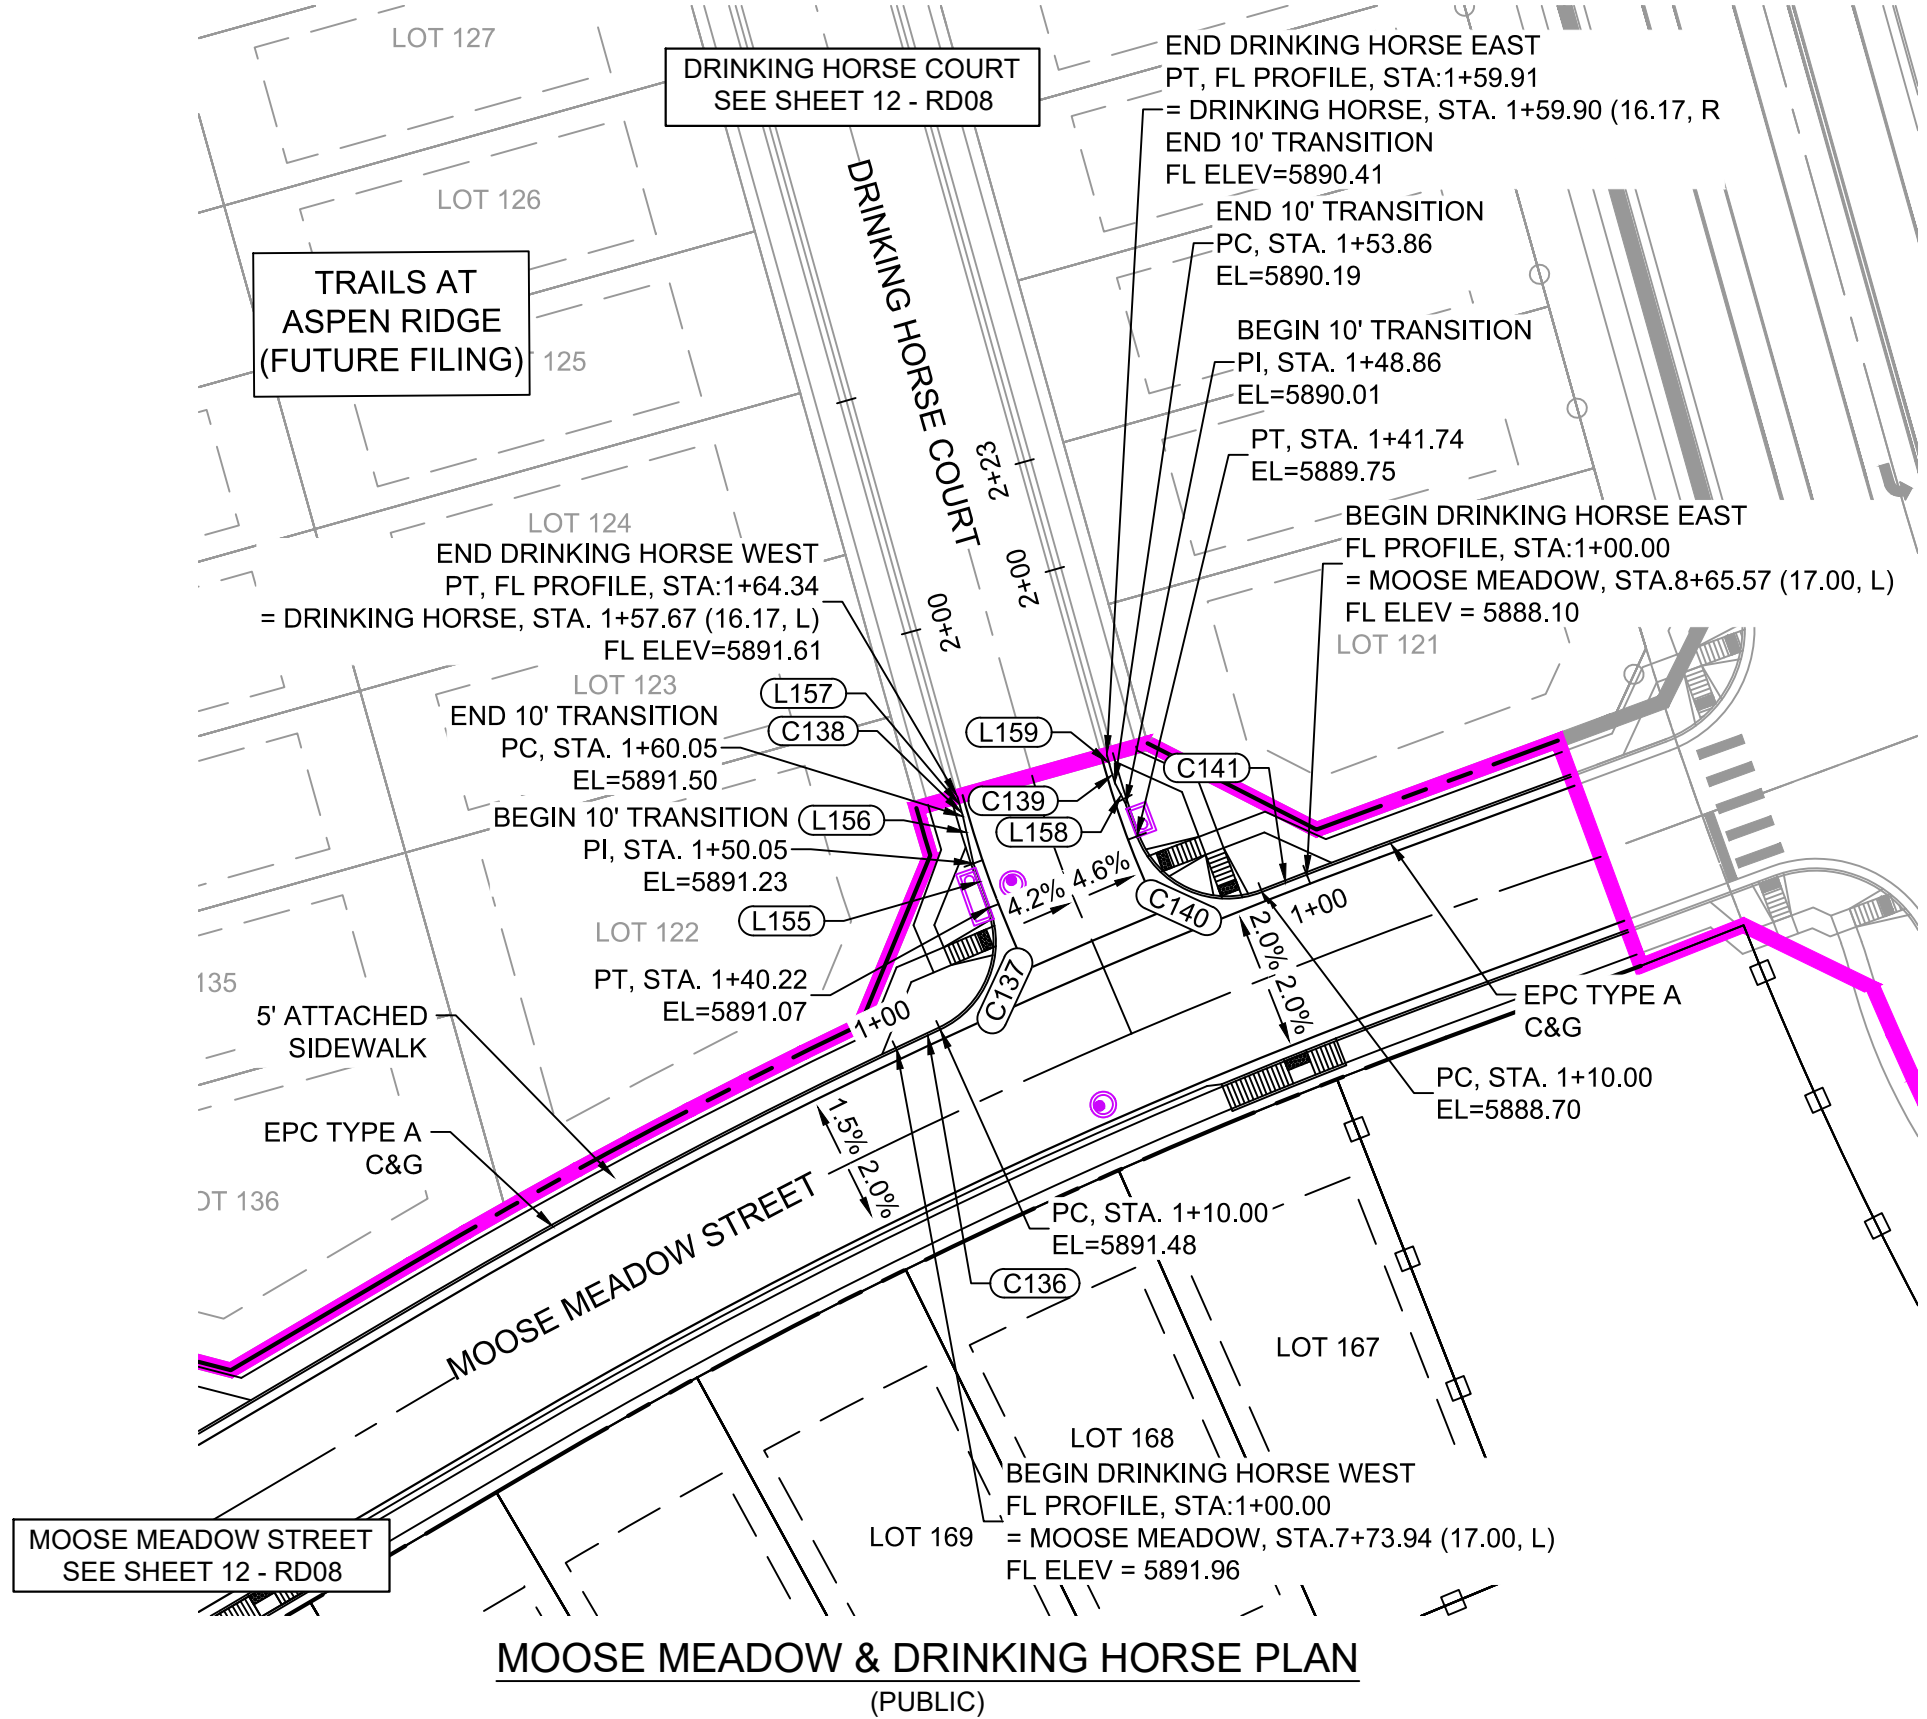 LOT 127
DRINKING HORSE COURT
SEE SHEET 12 - RD08
END DRINKING HORSE EAST
PT, FL PROFILE, STA:1+59.91
= DRINKING HORSE, STA. 1+59.90 (16.17, R
END 10' TRANSITION
FL ELEV=5890.41
LOT 126
END 10' TRANSITION
PC, STA. 1+53.86
EL=5890.19
TRAILS AT
ASPEN RIDGE
(FUTURE FILING)
125
DRINKING HORSE COURT
BEGIN 10' TRANSITION
PI, STA. 1+48.86
EL=5890.01
PT, STA. 1+41.74
EL=5889.75
2+23
LOT 124
BEGIN DRINKING HORSE EAST
FL PROFILE, STA:1+00.00
= MOOSE MEADOW, STA.8+65.57 (17.00, L)
FL ELEV = 5888.10
LOT 121
END DRINKING HORSE WEST
PT, FL PROFILE, STA:1+64.34
= DRINKING HORSE, STA. 1+57.67 (16.17, L)
FL ELEV=5891.61
2+00
2+00
LOT 123
L157
END 10' TRANSITION
PC, STA. 1+60.05
EL=5891.50
C138
L159
C141
C139
BEGIN 10' TRANSITION
PI, STA. 1+50.05
EL=5891.23
L156
L158
4.2%
4.6%
C140
1+00
L155
LOT 122
2.0%
2.0%
PT, STA. 1+40.22
EL=5891.07
C137
1+00
135
5' ATTACHED
SIDEWALK
EPC TYPE A
C&G
PC, STA. 1+10.00
EL=5888.70
EPC TYPE A
C&G
1.5%
2.0%
OT 136
MOOSE MEADOW STREET
PC, STA. 1+10.00
EL=5891.48
C136
LOT 167
LOT 168
BEGIN DRINKING HORSE WEST
FL PROFILE, STA:1+00.00
= MOOSE MEADOW, STA.7+73.94 (17.00, L)
FL ELEV = 5891.96
LOT 169
MOOSE MEADOW STREET
SEE SHEET 12 - RD08
MOOSE MEADOW & DRINKING HORSE PLAN
(PUBLIC)